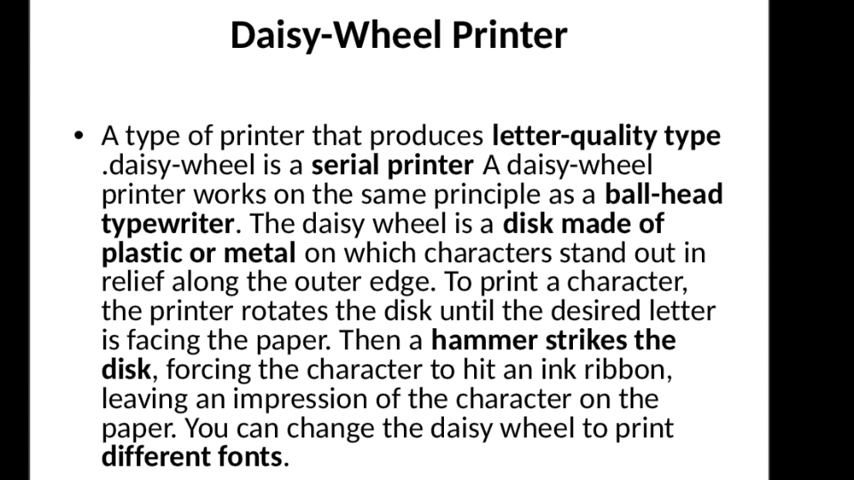 Daisy-Wheel Printer
• A type of printer that produces letter-quality type
.daisy-wheel is a serial printer A daisy-wheel
printer works on the same principle as a ball-head
typewriter. The daisy wheel is a disk made of
plastic or metal on which characters stand out in
relief along the outer edge. To print a character,
the printer rotates the disk until the desired letter
is facing the paper. Then a hammer strikes the
disk, forcing the character to hit an ink ribbon,
leaving an impression of the character on the
paper. You can change the daisy wheel to print
different fonts.